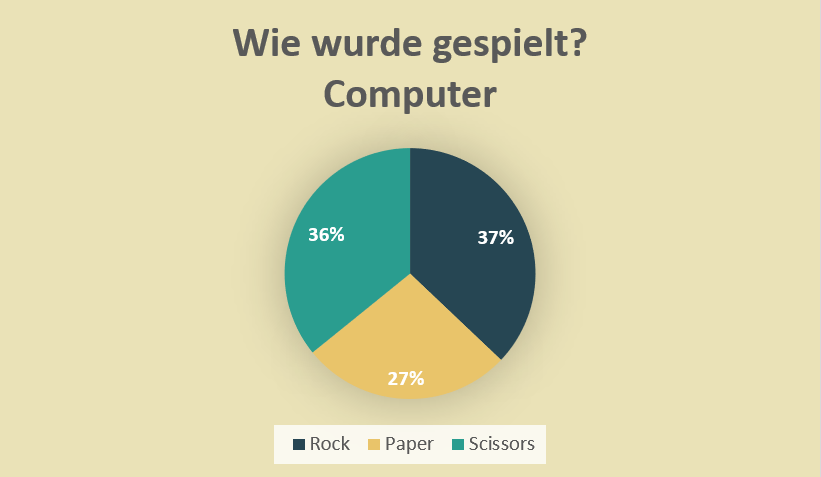 Wie wurde gespielt?
Computer
36%
37%
27%
Rock Paper Scissors